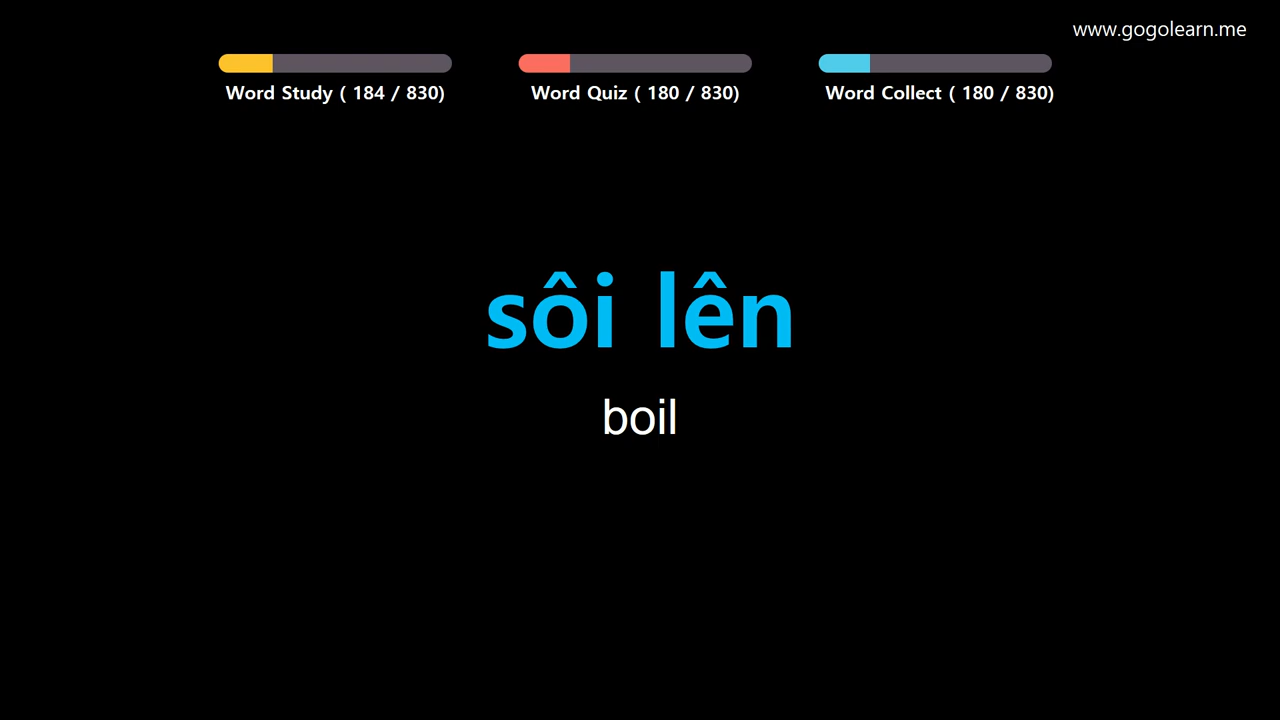 www.gogolearn.me
Word Study ( 184 / 830)
Word Quiz ( 180 / 830)
Word Collect ( 180 / 830)
sôi lên
boil